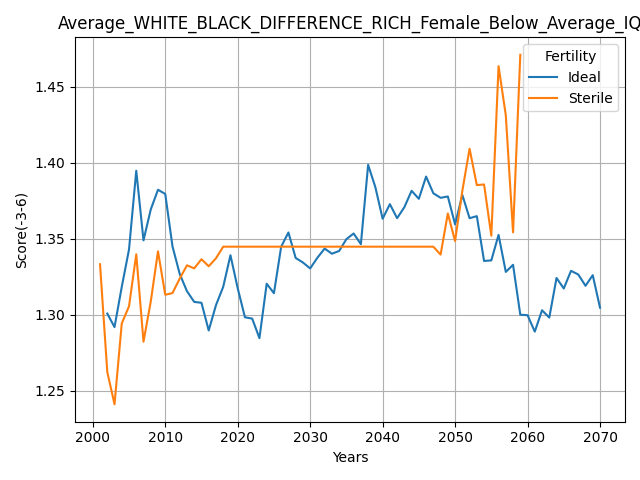 Average_WHITE_BLACK_DIFFERENCE_RICH_Female_Below_Average_IQ
Fertility
Ideal
Sterile
Score(-3-6)
1.45
1.40
1.35
1.30
1.25
2000 2010 2020 2030 2040 2050 2060 2070
Years